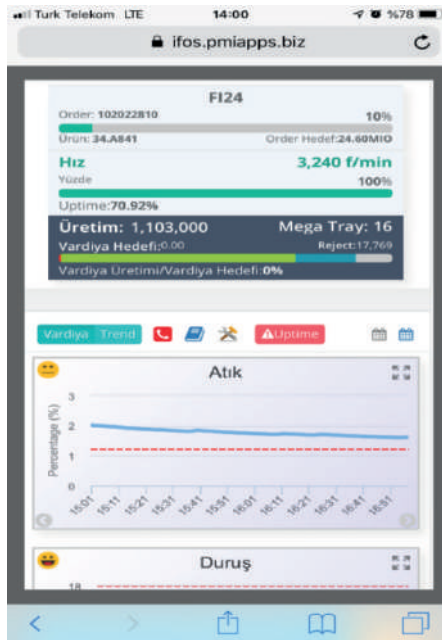 Turk Telekom LTE 14:00 %78
ifos.pmiapps.biz
FI24
Order: 102022810 10%
Ürün: 34.A841 Order Hedef:24.60MIO
Hız 3,240 f/min
Yüzde 100%
Uptime:70.92%
Üretim: 1,103,000 Mega Tray: 16
Vardiya Hedefi:0.00 Reject:17,769
Vardiya Üretimi/Vardiya Hedefi:0%
Vardiya Trend Uptime
Atık
Percentage (%)
3
2
1
0
15:01 15:11 15:21 15:31 15:41 15:51 16:01 16:11 16:21 16:31 16:41 16:51
Duruş
18